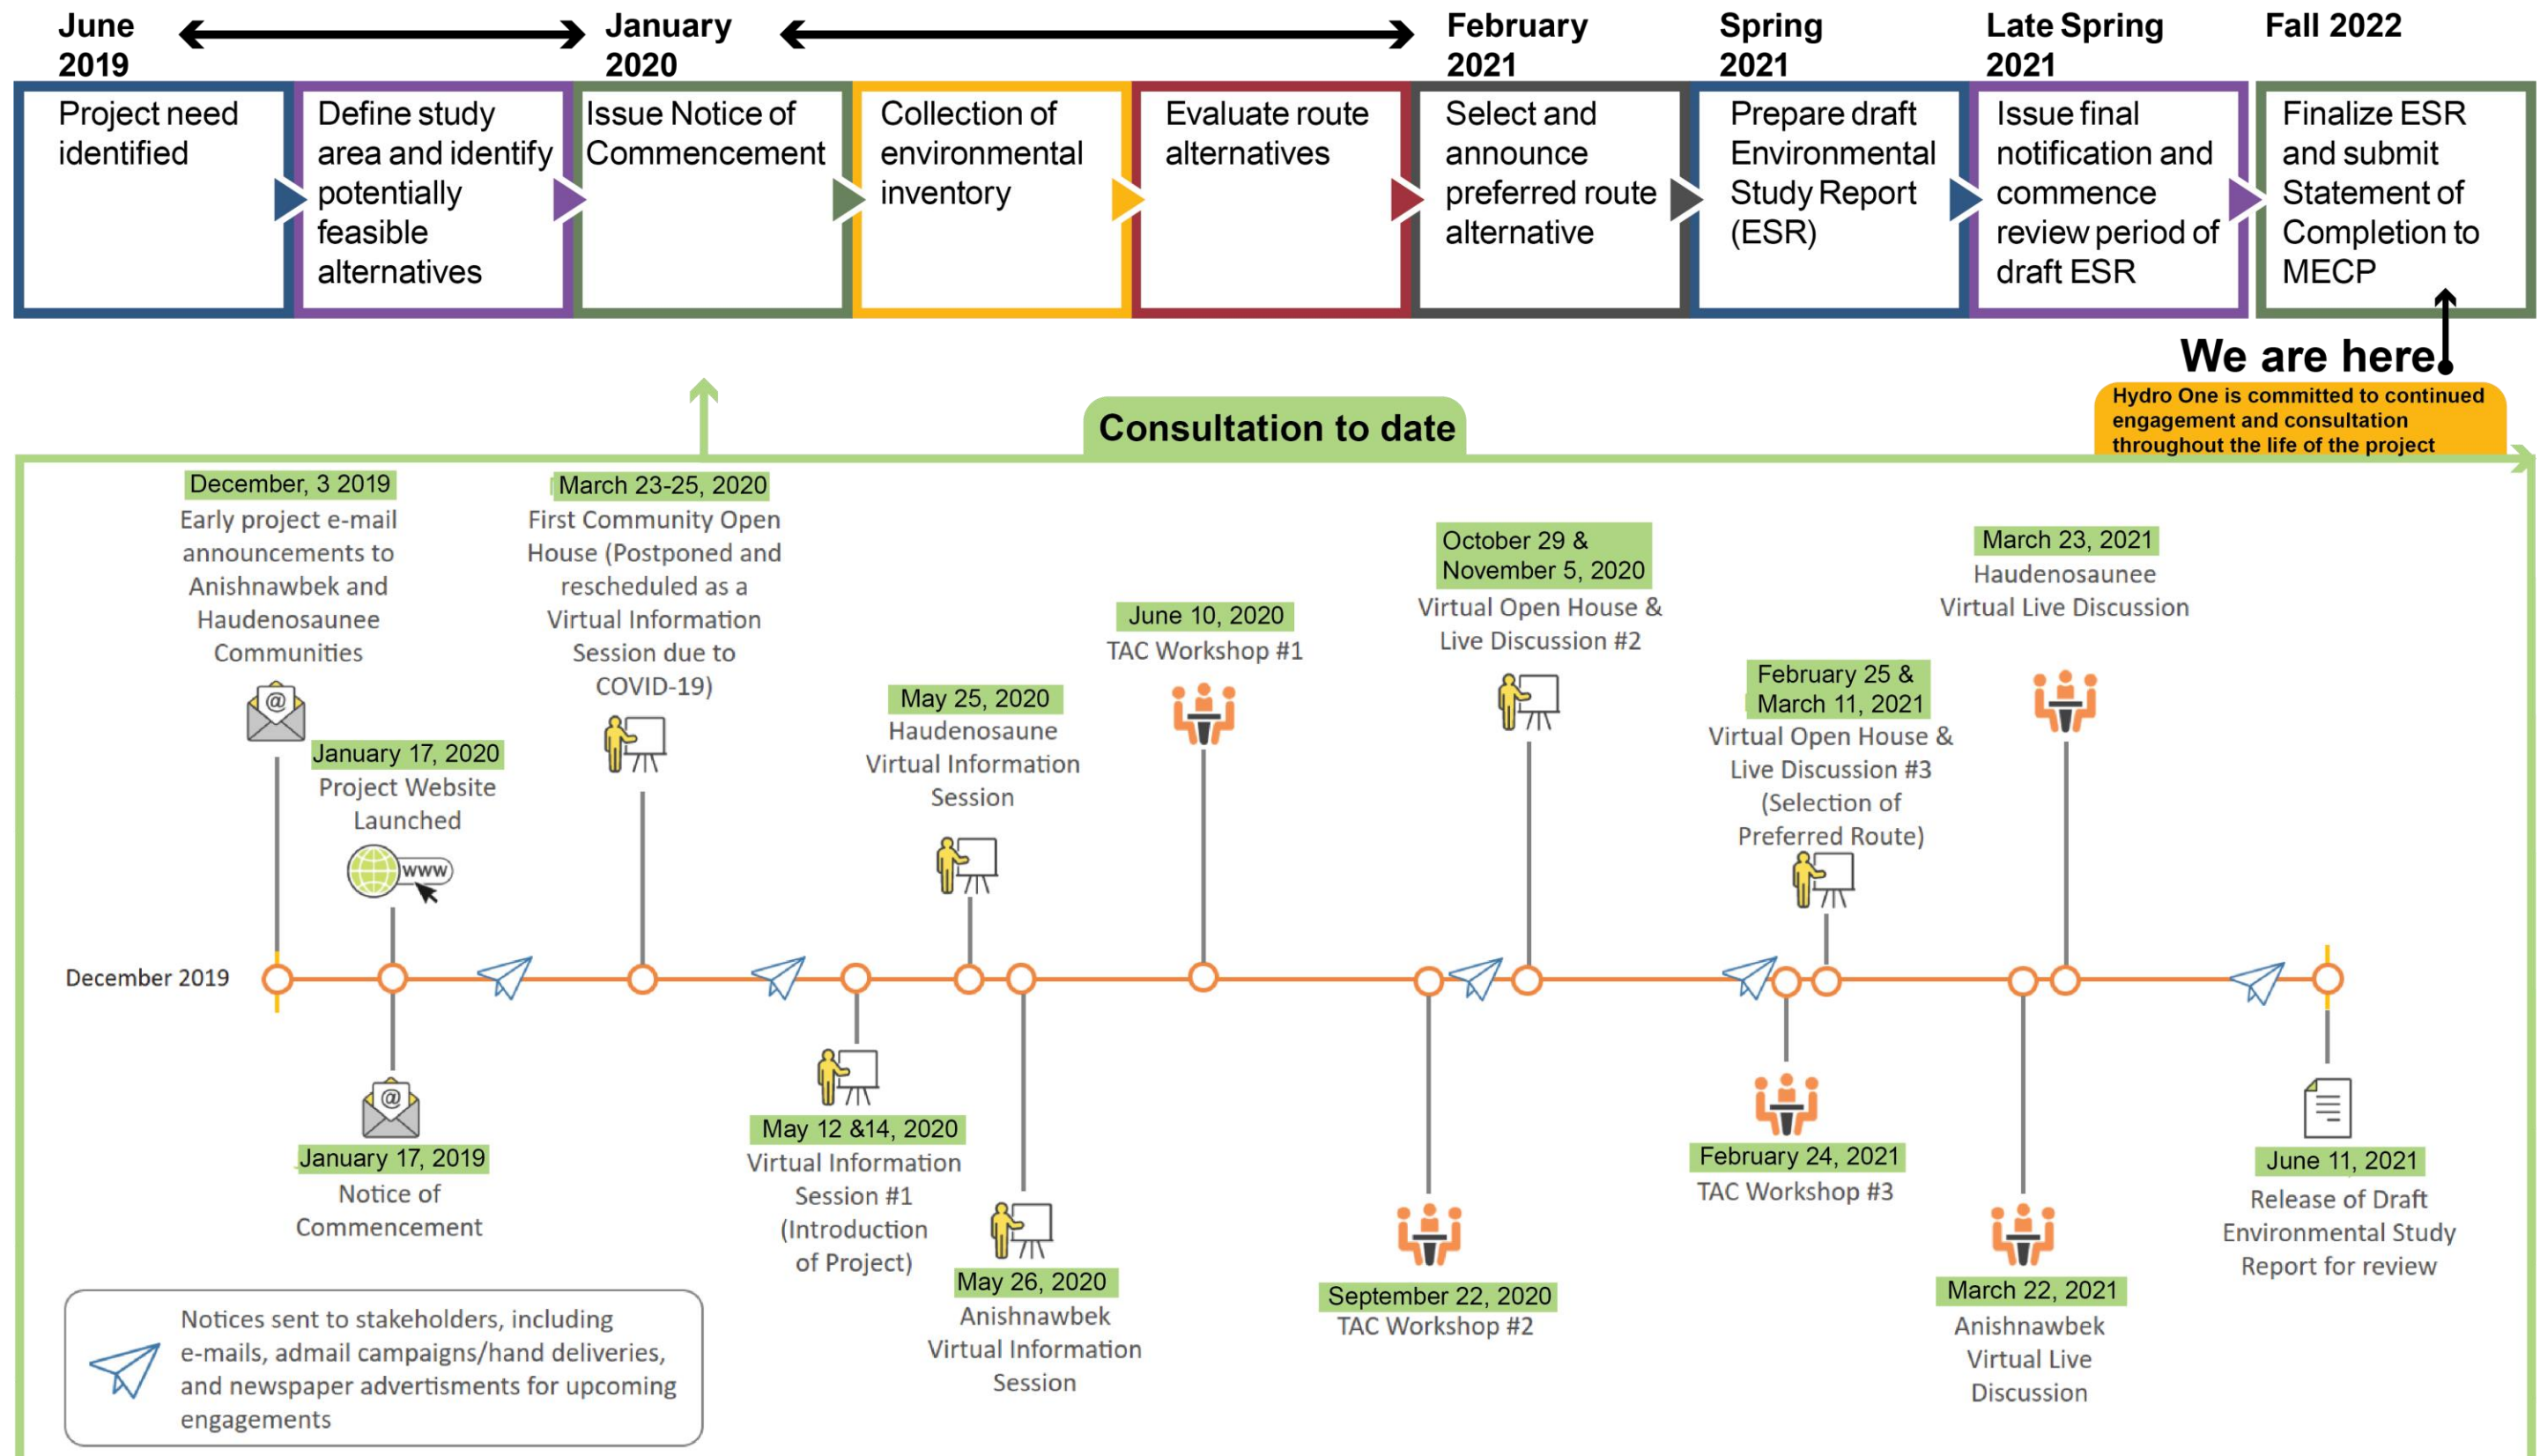 June
2019
January
2020
February
2021
Spring
2021
Late Spring
2021
Fall 2022
Project need
identified
Define study
area and identify
potentially
feasible
alternatives
Issue Notice of
Commencement
Collection of
environmental
inventory
Evaluate route
alternatives
Select and
announce
preferred route
alternative
Prepare draft
Environmental
Study Report
(ESR)
Issue final
notification and
commence
review period of
draft ESR
Finalize ESR
and submit
Statement of
Completion to
MECP
We are here
Hydro One is committed to continued
engagement and consultation
throughout the life of the project
Consultation to date
December, 3 2019
Early project e-mail
announcements to
Anishnawbek and
Haudenosaunee
Communities
@
January 17, 2020
Project Website
Launched
www
March 23-25, 2020
First Community Open
House (Postponed and
rescheduled as a
Virtual Information
Session due to
COVID-19)
May 25, 2020
Haudenosaune
Virtual Information
Session
June 10, 2020
TAC Workshop #1
October 29 &
November 5, 2020
Virtual Open House &
Live Discussion #2
February 25 &
March 11, 2021
Virtual Open House &
Live Discussion #3
(Selection of
Preferred Route)
March 23, 2021
Haudenosaunee
Virtual Live Discussion
December 2019
@
January 17, 2019
Notice of
Commencement
May 12 &14, 2020
Virtual Information
Session #1
(Introduction
of Project)
May 26, 2020
Anishnawbek
Virtual Information
Session
September 22, 2020
TAC Workshop #2
February 24, 2021
TAC Workshop #3
March 22, 2021
Anishnawbek
Virtual Live
Discussion
June 11, 2021
Release of Draft
Environmental Study
Report for review
Notices sent to stakeholders, including
e-mails, admail campaigns/hand deliveries,
and newspaper advertisments for upcoming
engagements